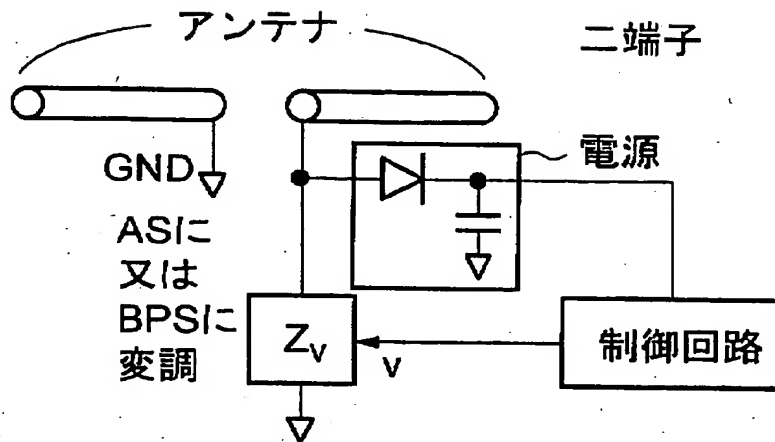 アンテナ
二端子
電源
GND
ASに
又は
BPSに
変調
Zv
v
制御回路